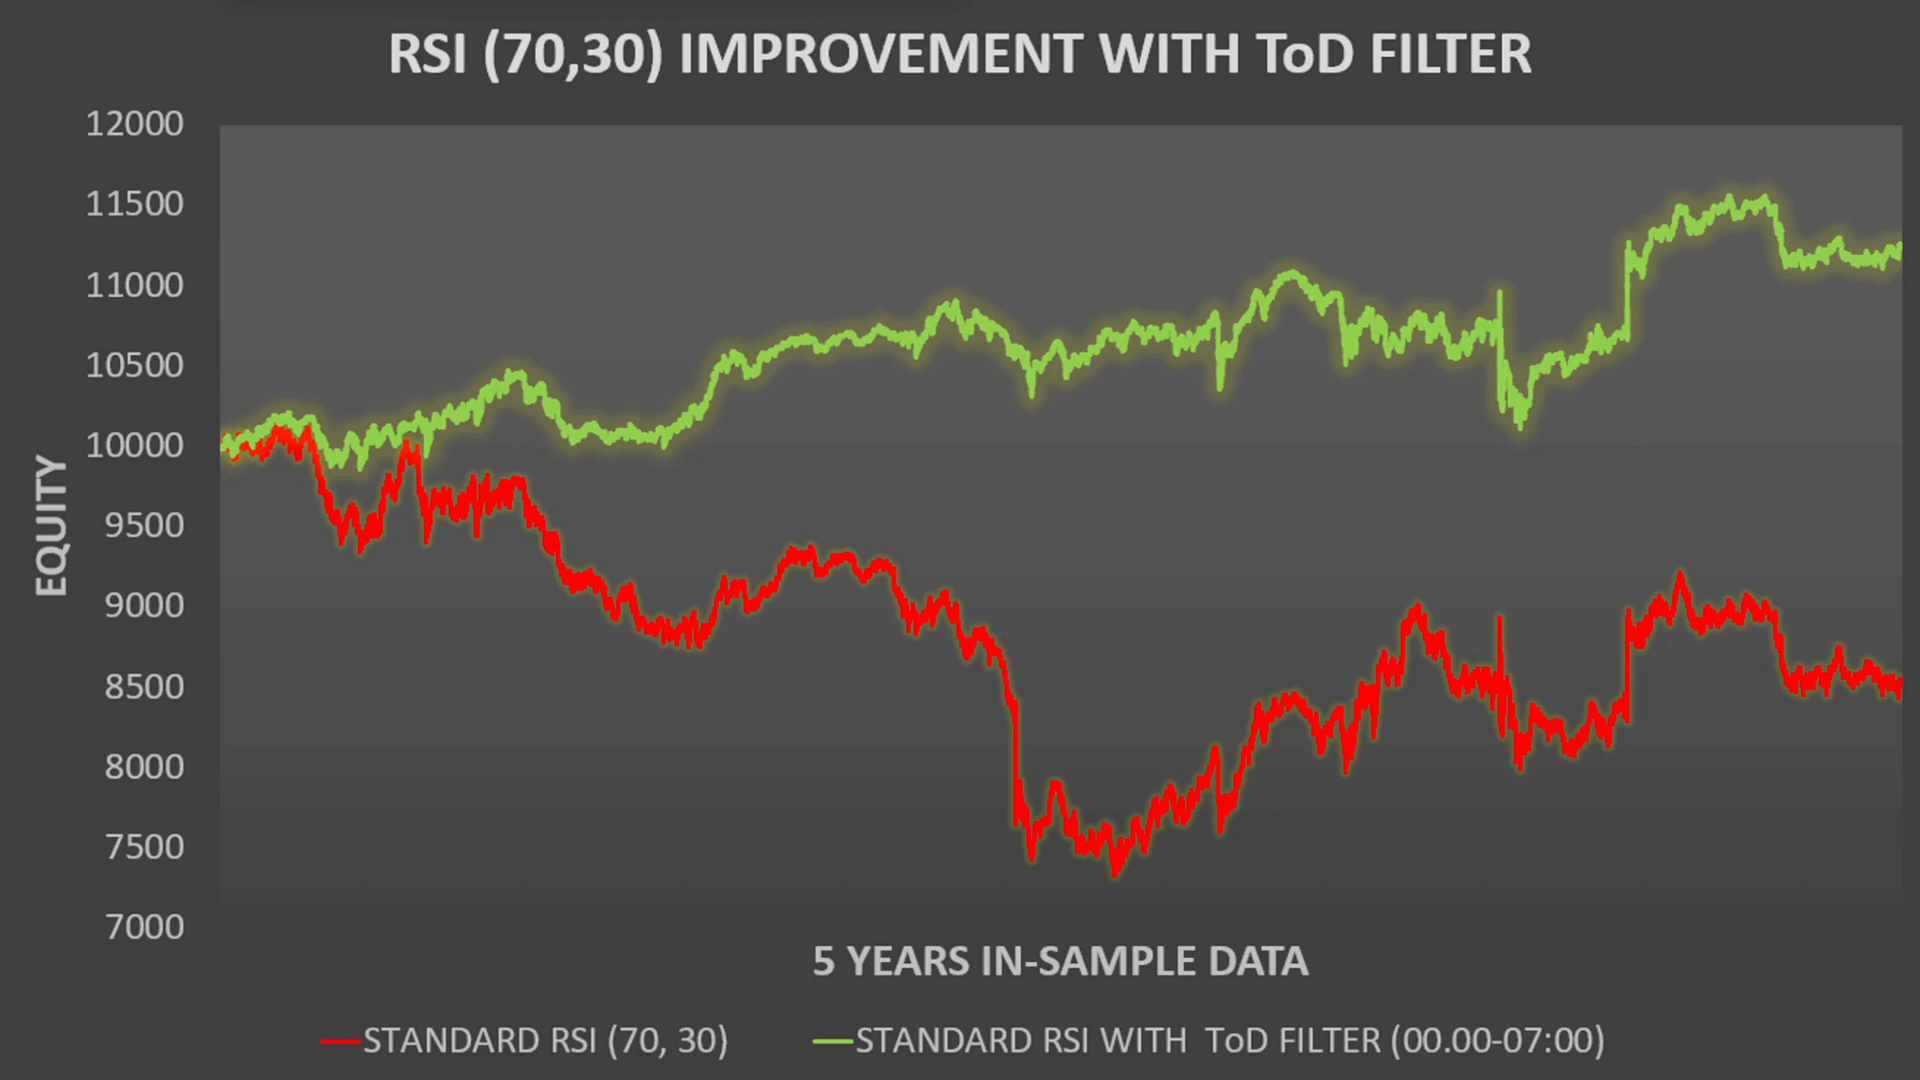 RSI (70,30) IMPROVEMENT WITH ToD FILTER
12000
11500
11000
10500
10000
9500
9000
8500
8000
7500
7000
EQUITY
5 YEARS IN-SAMPLE DATA
STANDARD RSI (70, 30)
STANDARD RSI WITH ToD FILTER (00.00-07:00)